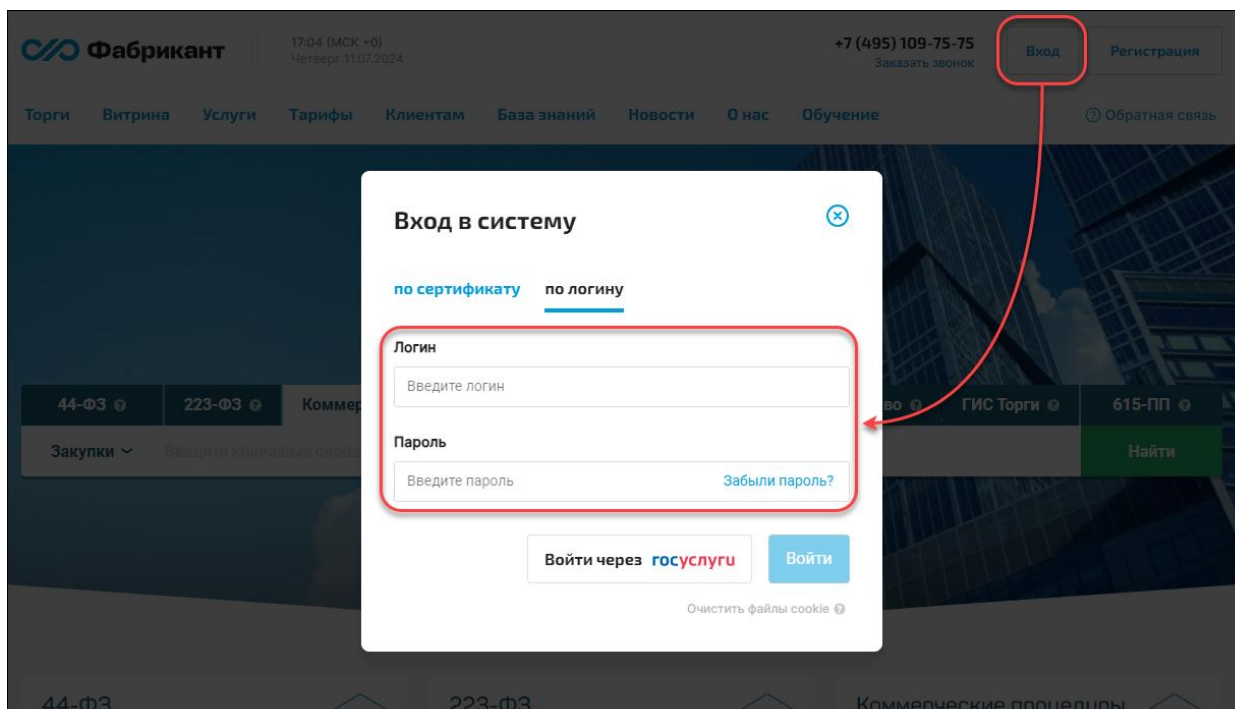 Фабрикант
17:04 (МСК +0)
Четверг 11.07.2024
+7 (495) 109-75-75
Заказать звонок
Вход
Регистрация
Торги Витрина Услуги Тарифы Клиентам База знаний Новости О нас Обучение Обратная связь
Вход в систему
по сертификату по логину
Логин
Введите логин
44-ФЗ 223-ФЗ Коммер во ГИС Торги 615-ПП
Пароль
Закупки Введите ключевые слова Найти
Введите пароль Забыли пароль?
Войти через госуслуги Войти
Очистить файлы cookie
44-ФЗ 223-ФЗ Коммерческие процедуры